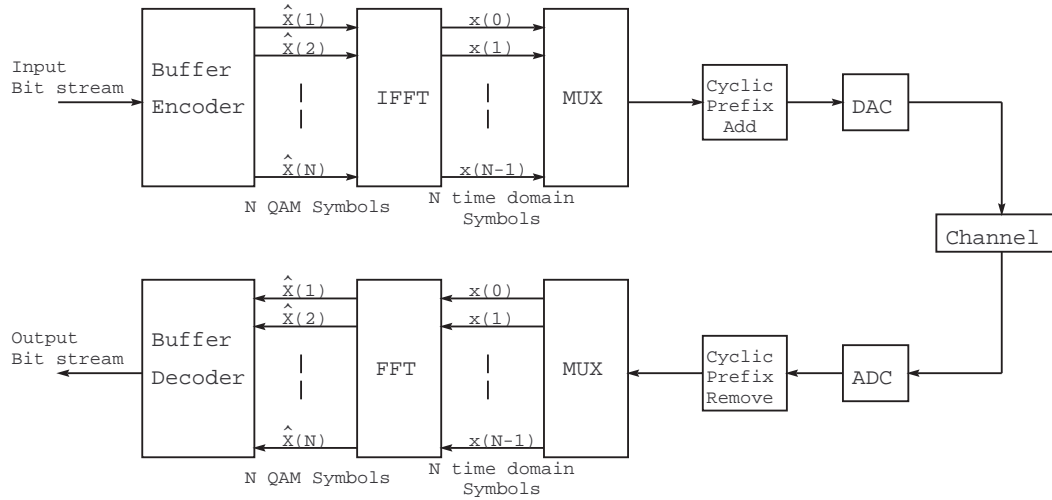 Input
Bit stream
Buffer
Encoder
X̂(1)
X̂(2)
X̂(N)
N QAM Symbols
IFFT
x(0)
x(1)
x(N-1)
N time domain
Symbols
MUX
Cyclic
Prefix
Add
DAC
Channel
Output
Bit stream
Buffer
Decoder
X̂(1)
X̂(2)
X̂(N)
N QAM Symbols
FFT
x(0)
x(1)
x(N-1)
N time domain
Symbols
MUX
Cyclic
Prefix
Remove
ADC